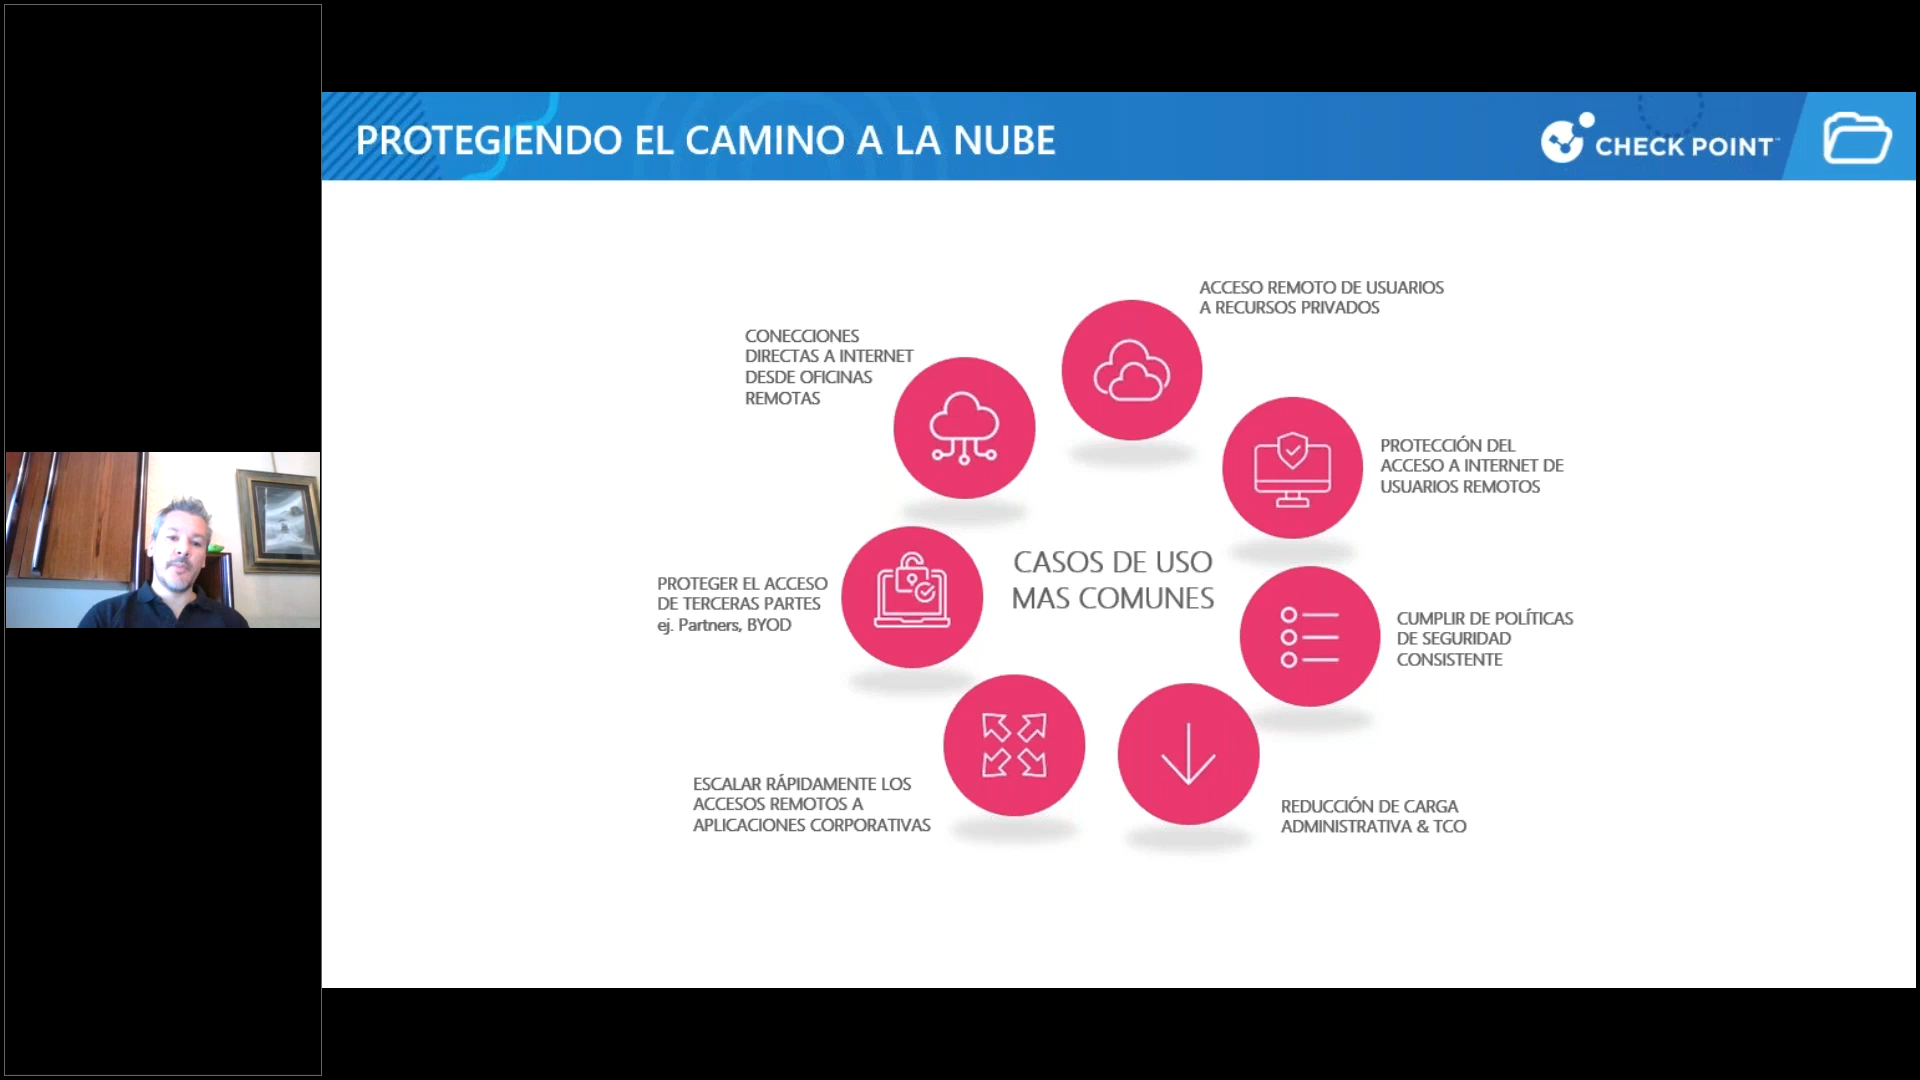 PROTEGIENDO EL CAMINO A LA NUBE
CHECK POINT™
ACCESO REMOTO DE USUARIOS
A RECURSOS PRIVADOS
CONECCIONES
DIRECTAS A INTERNET
DESDE OFICINAS
REMOTAS
PROTECCIÓN DEL
ACCESO A INTERNET DE
USUARIOS REMOTOS
CASOS DE USO
MAS COMUNES
PROTEGER EL ACCESO
DE TERCERAS PARTES
ej. Partners, BYOD
CUMPLIR DE POLÍTICAS
DE SEGURIDAD
CONSISTENTE
ESCALAR RÁPIDAMENTE LOS
ACCESOS REMOTOS A
APLICACIONES CORPORATIVAS
REDUCCIÓN DE CARGA
ADMINISTRATIVA & TCO